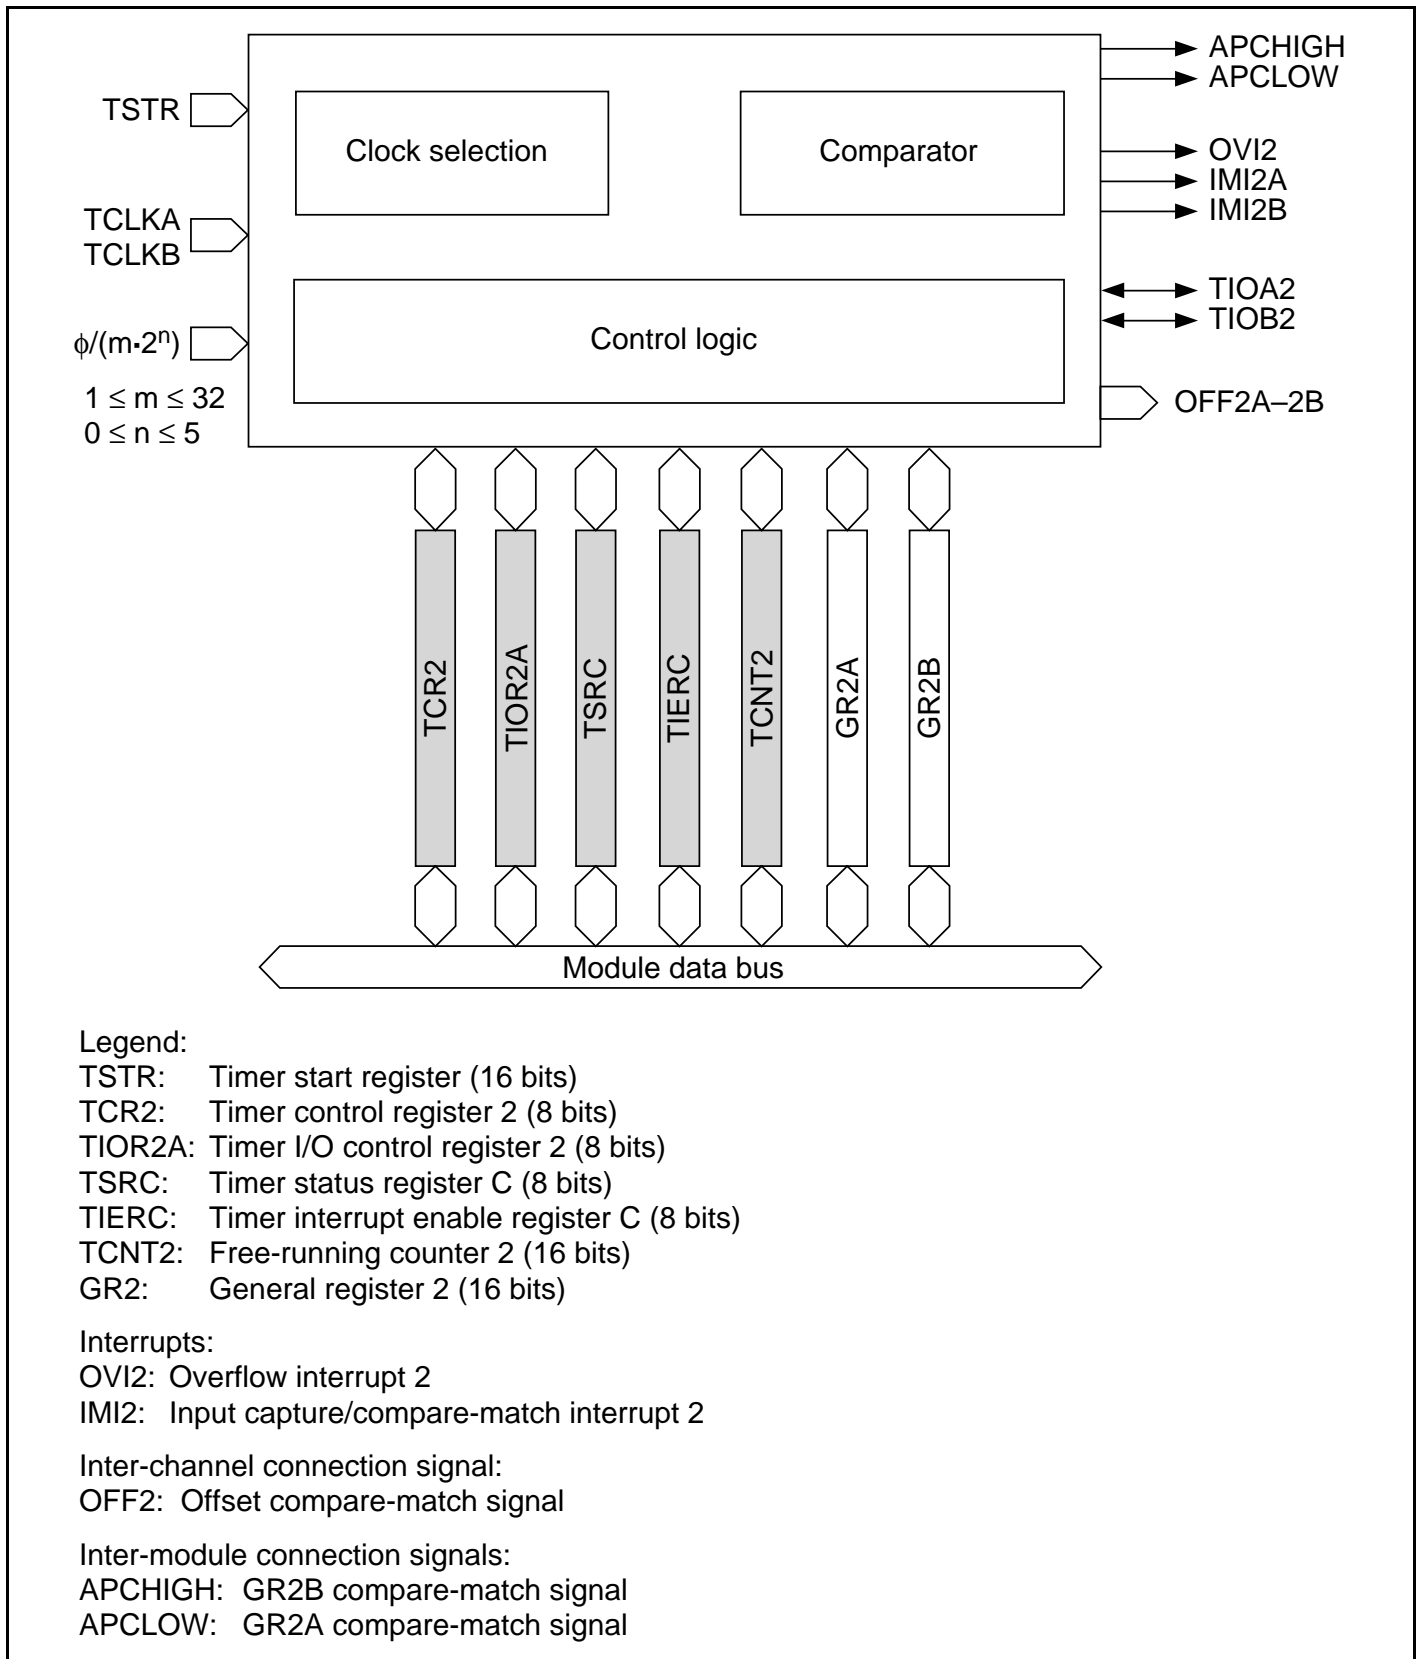 APCHIGH
APCLOW
TSTR
Clock selection
Comparator
OVI2
IMI2A
IMI2B
TCLKA
TCLKB
TIOA2
TIOB2
ϕ/(m·2ⁿ)
Control logic
1 ≤ m ≤ 32
0 ≤ n ≤ 5
OFF2A–2B
TCR2
TIOR2A
TSRC
TIERC
TCNT2
GR2A
GR2B
Module data bus
Legend:
TSTR: Timer start register (16 bits)
TCR2: Timer control register 2 (8 bits)
TIOR2A: Timer I/O control register 2 (8 bits)
TSRC: Timer status register C (8 bits)
TIERC: Timer interrupt enable register C (8 bits)
TCNT2: Free-running counter 2 (16 bits)
GR2: General register 2 (16 bits)
Interrupts:
OVI2: Overflow interrupt 2
IMI2: Input capture/compare-match interrupt 2
Inter-channel connection signal:
OFF2: Offset compare-match signal
Inter-module connection signals:
APCHIGH: GR2B compare-match signal
APCLOW: GR2A compare-match signal